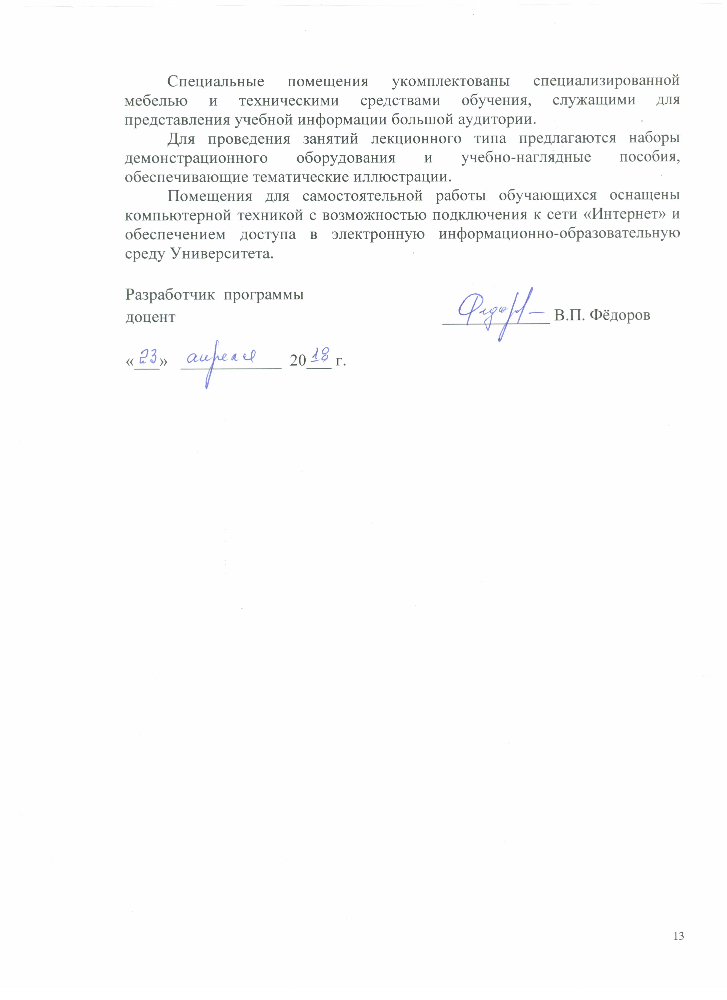 Специальные помещения укомплектованы специализированной
мебелью и техническими средствами обучения, служащими для
представления учебной информации большой аудитории.
Для проведения занятий лекционного типа предлагаются наборы
демонстрационного оборудования и учебно-наглядные пособия,
обеспечивающие тематические иллюстрации.
Помещения для самостоятельной работы обучающихся оснащены
компьютерной техникой с возможностью подключения к сети «Интернет» и
обеспечением доступа в электронную информационно-образовательную
среду Университета.
Разработчик программы
доцент В.П. Фёдоров
«23» апреля 2018 г.
13